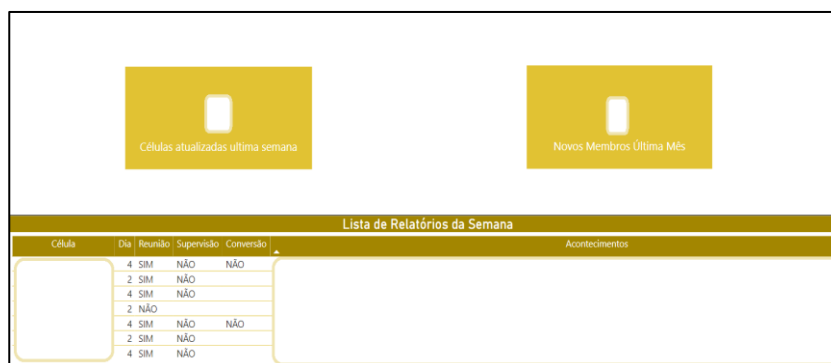 Células atualizadas ultima semana
Novos Membros Última Mês
Lista de Relatórios da Semana
Célula Dia Reunião Supervisão Conversão Acontecimentos
4 SIM NÃO NÃO
2 SIM NÃO
4 SIM NÃO
2 NÃO
4 SIM NÃO NÃO
2 SIM NÃO
4 SIM NÃO